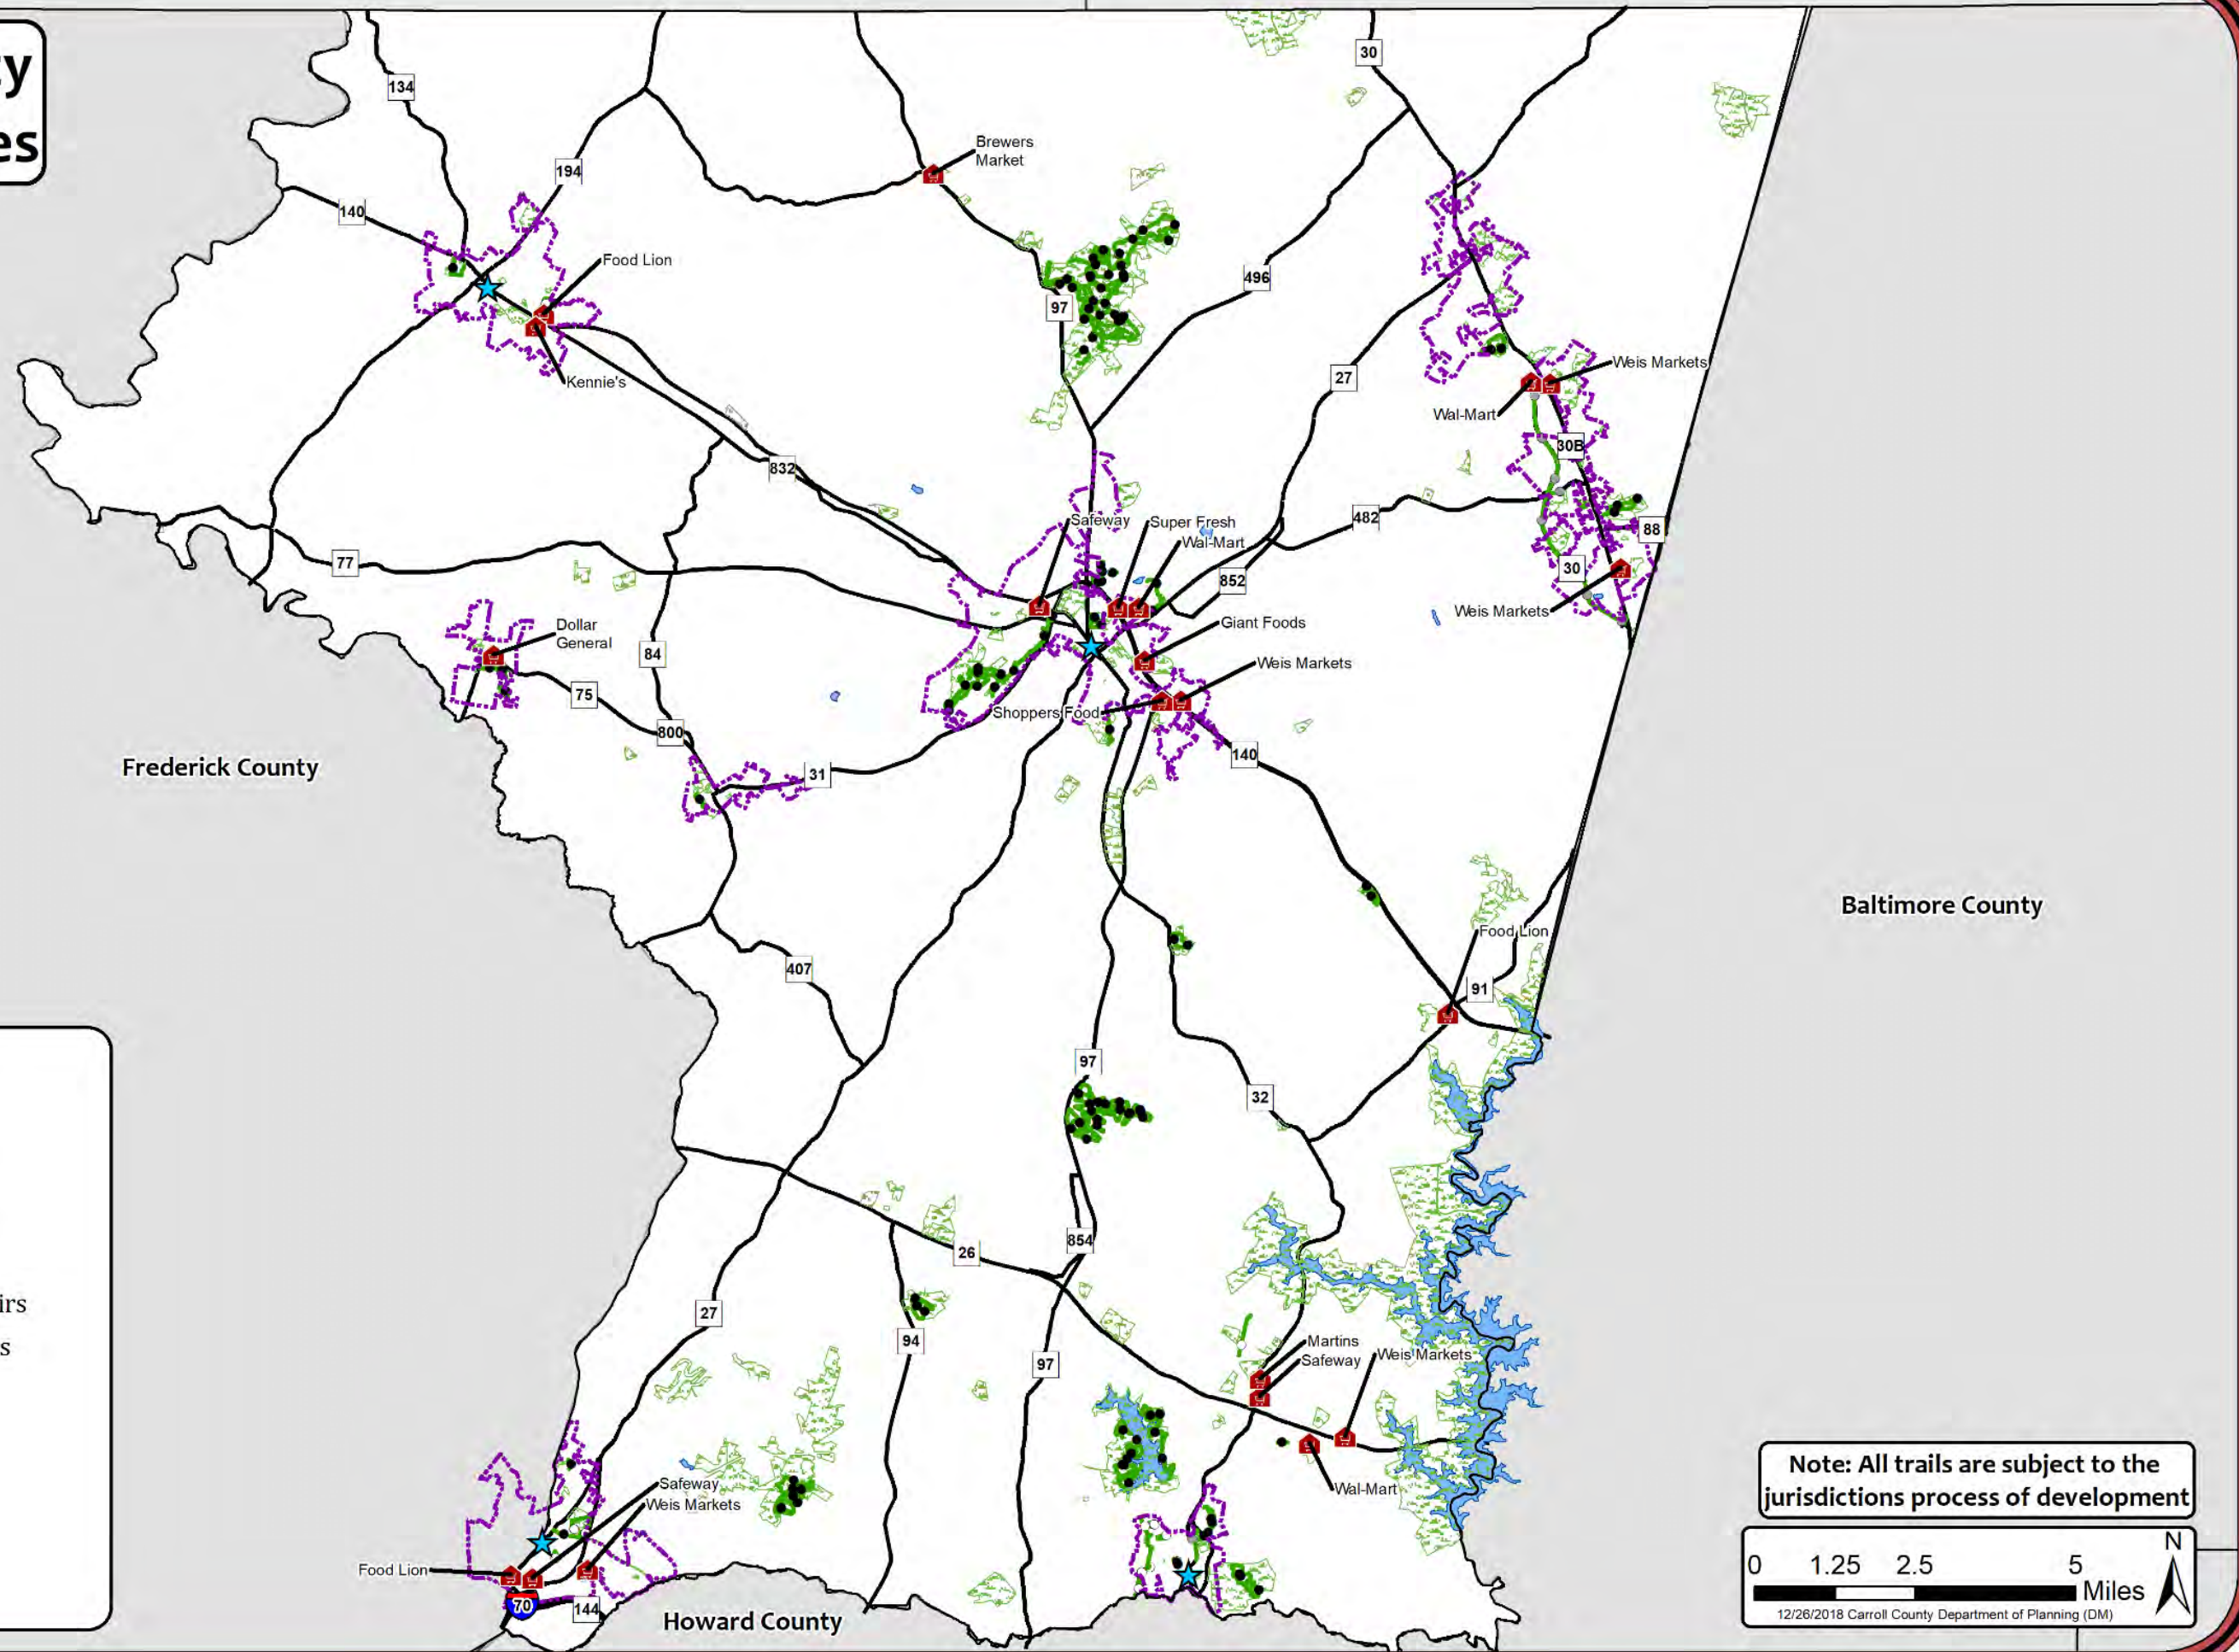 30
134
Brewers
Market
194
140
Food Lion
496
97
Weis Markets
27
Kennie's
Wal-Mart
30B
832
Safeway
Super Fresh
482
88
Wal-Mart
77
30
852
Weis Markets
Giant Foods
Dollar
General
84
Weis Markets
75
Shoppers Food
800
140
Frederick County
31
Baltimore County
Food Lion
407
91
97
32
854
26
27
94
Martins
Safeway
Weis Markets
97
Note: All trails are subject to the
jurisdictions process of development
Safeway
Wal-Mart
Weis Markets
N
0 1.25 2.5 5
Food Lion
Miles
70
144
12/26/2018 Carroll County Department of Planning (DM)
Howard County